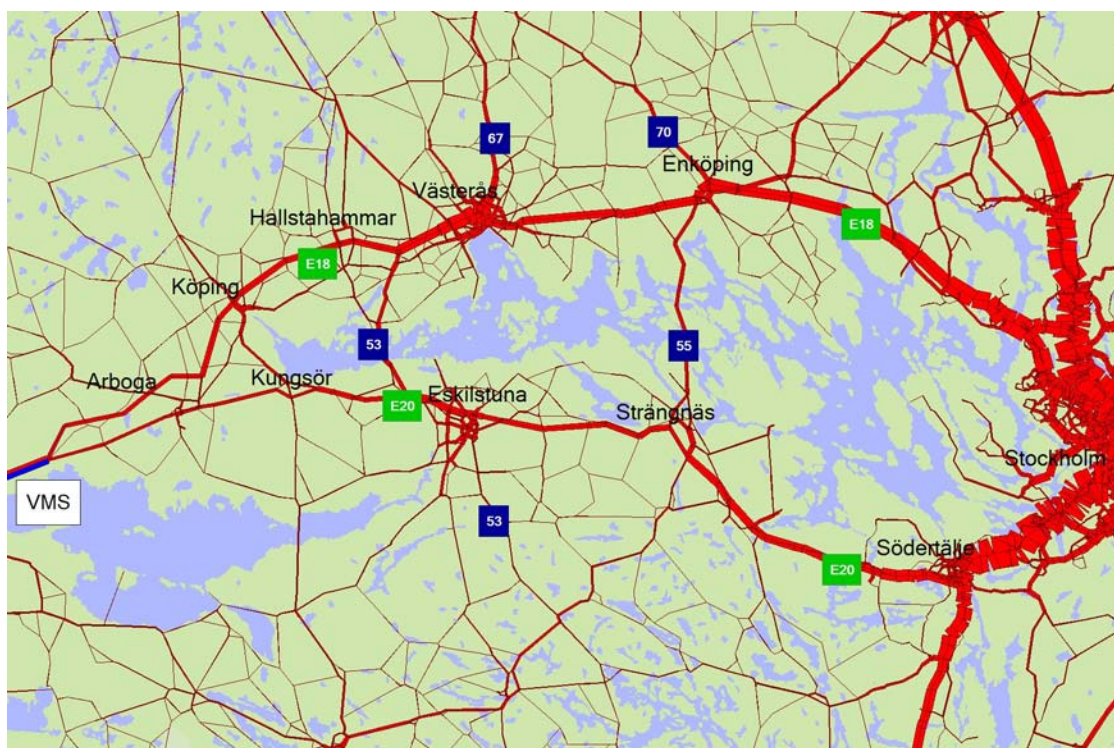 67
70
Enköping
Västerås
Hallstahammar
E18
E18
Köping
53
55
Arboga
Kungsör
E20
Eskilstuna
Strängnäs
Stockholm
VMS
53
Södertälje
E20